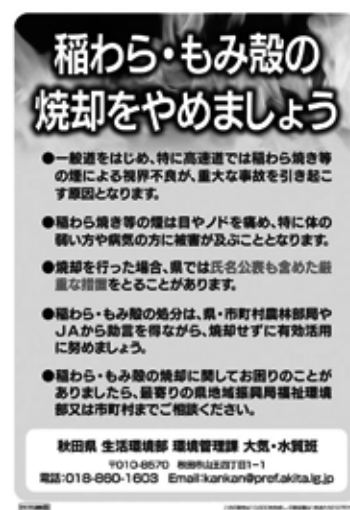 稲わら・もみ殻の
焼却をやめましょう
●一般道をはじめ、特に高速道では稲わら焼き等
の煙による視界不良が、重大な事故を引き起こ
す原因となります。
●稲わら焼き等の煙は目やノドを痛め、特に体の
弱い方や病気の方に被害が及ぶこととなります。
●焼却を行った場合、県では氏名公表も含めた厳
重な措置をとることがあります。
●稲わら・もみ殻の処分は、県・市町村農林部局や
JAから助言を得ながら、焼却せずに有効活用
に努めましょう。
●稲わら・もみ殻の焼却に関してお困りのことが
ありましたら、最寄りの県地域振興局福祉環境
部又は市町村までご相談ください。
秋田県 生活環境部 環境管理課 大気・水質班
〒010-8570 秋田市山王四丁目1-1
電話:018-860-1603 Email:kankan@pref.akita.lg.jp